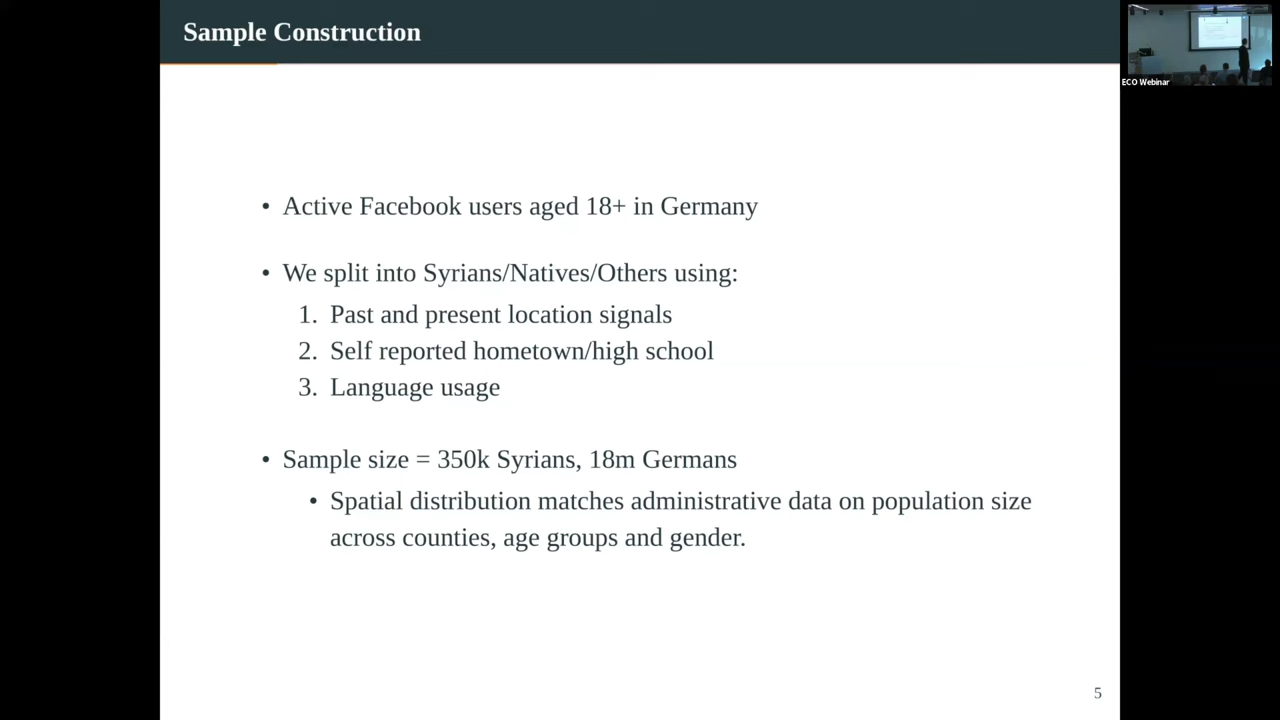 Sample Construction
ECO Webinar
• Active Facebook users aged 18+ in Germany
• We split into Syrians/Natives/Others using:
1. Past and present location signals
2. Self reported hometown/high school
3. Language usage
• Sample size = 350k Syrians, 18m Germans
• Spatial distribution matches administrative data on population size
across counties, age groups and gender.
5